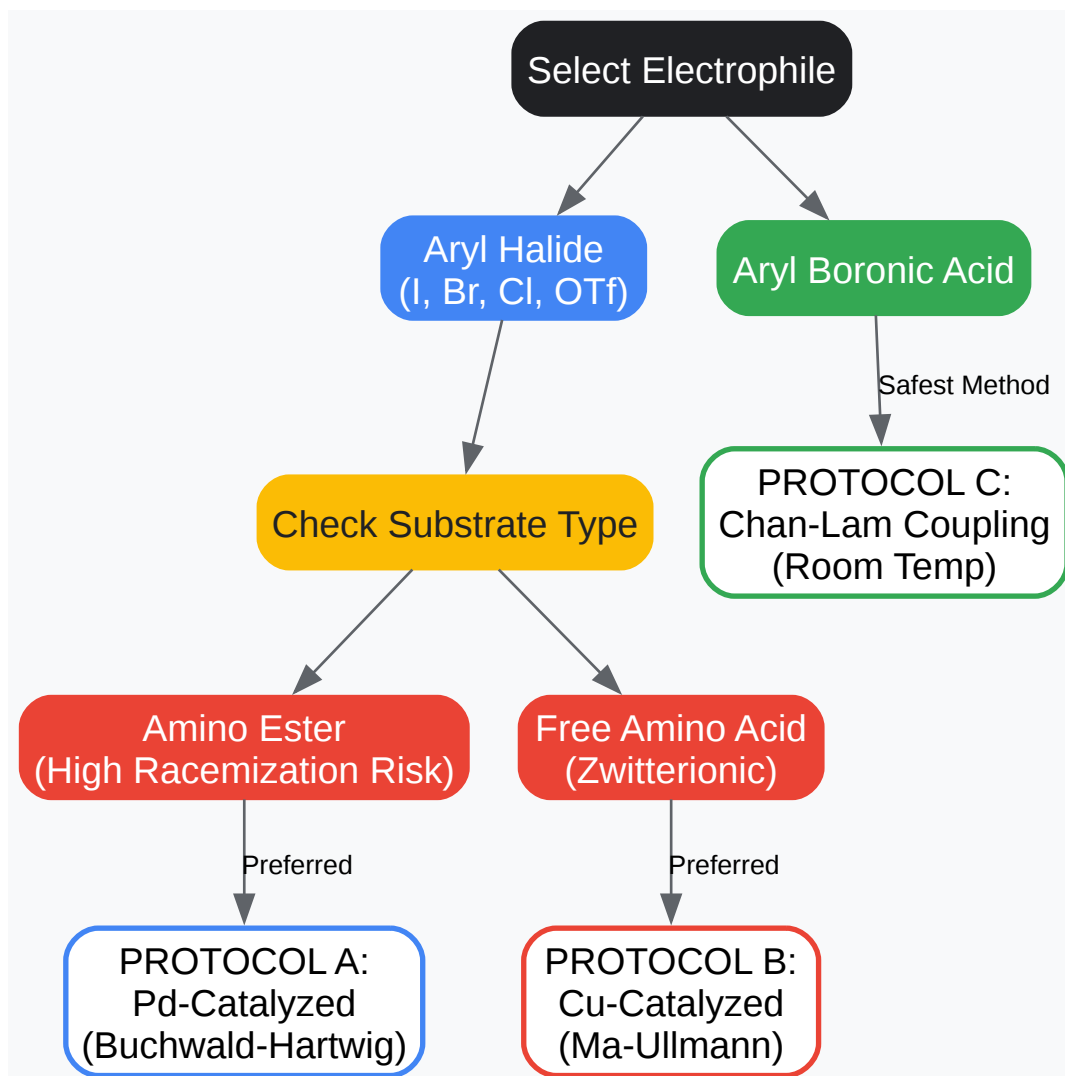 Select Electrophile
Aryl Halide
(I, Br, Cl, OTf)
Aryl Boronic Acid
Safest Method
PROTOCOL C:
Chan-Lam Coupling
(Room Temp)
Check Substrate Type
Amino Ester
(High Racemization Risk)
Free Amino Acid
(Zwitterionic)
Preferred
Preferred
PROTOCOL A:
Pd-Catalyzed
(Buchwald-Hartwig)
PROTOCOL B:
Cu-Catalyzed
(Ma-Ullmann)